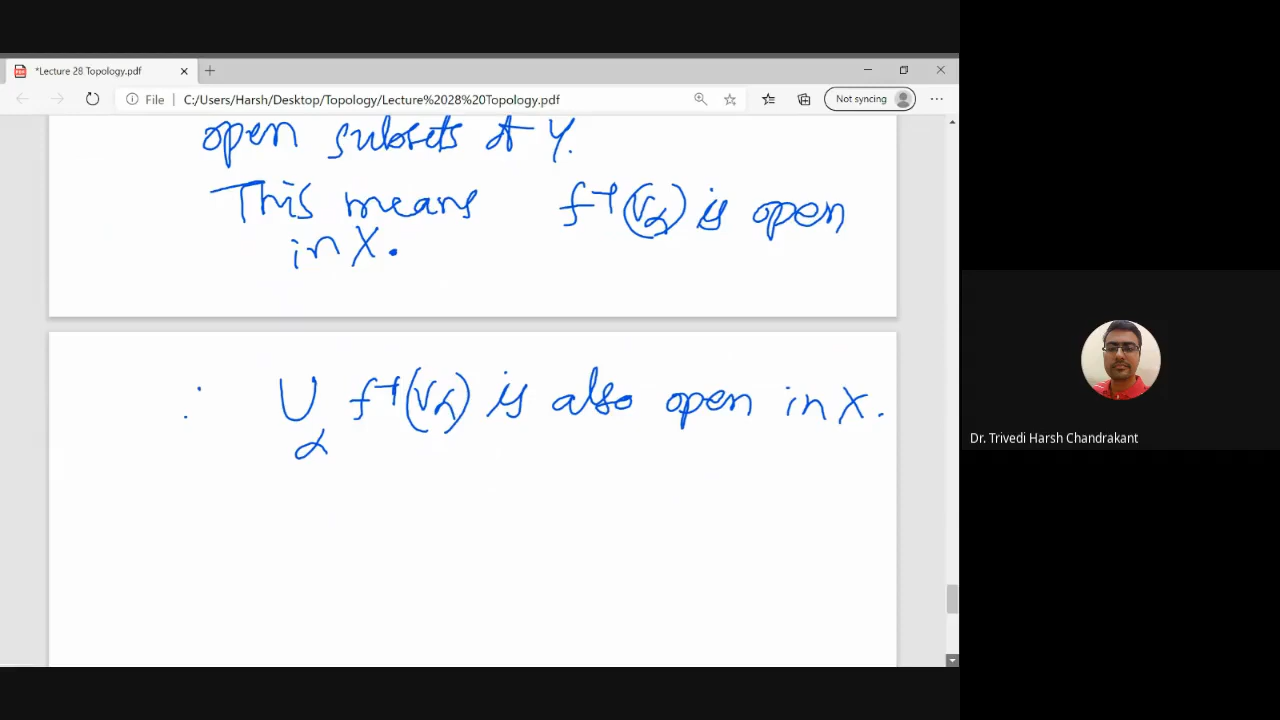 *Lecture 28 Topology.pdf
File | C:/Users/Harsh/Desktop/Topology/Lecture%2028%20Topology.pdf
Not syncing
open subsets of Y.
This means f⁻¹(Vα) is open
in X.
∴ ∪ f⁻¹(Vα) is also open in X.
α
Dr. Trivedi Harsh Chandrakant